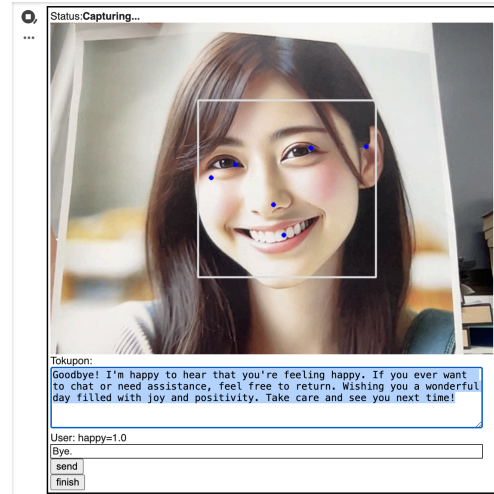 Status:Capturing...
Tokupon:
Goodbye! I'm happy to hear that you're feeling happy. If you ever want
to chat or need assistance, feel free to return. Wishing you a wonderful
day filled with joy and positivity. Take care and see you next time!
User: happy=1.0
Bye.
send
finish